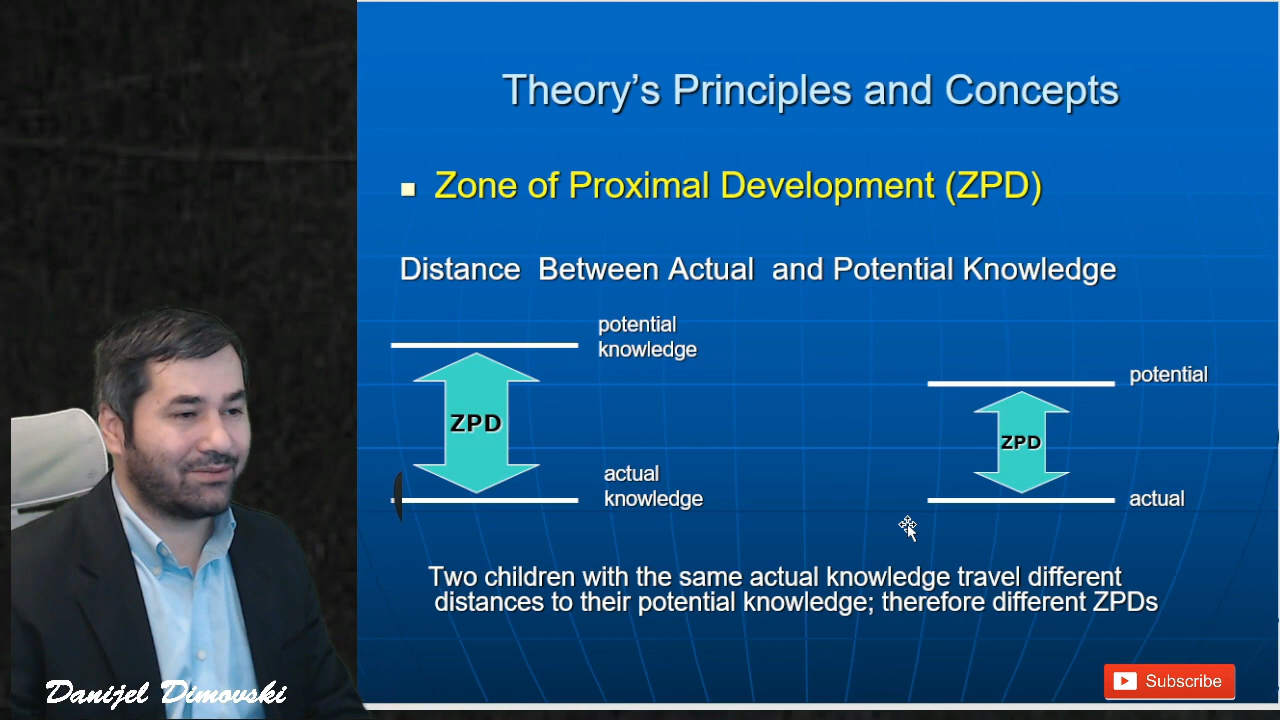 Theory's Principles and Concepts
Zone of Proximal Development (ZPD)
Distance Between Actual and Potential Knowledge
potential
knowledge
ZPD
actual
knowledge
potential
ZPD
actual
Two children with the same actual knowledge travel different
distances to their potential knowledge; therefore different ZPDs
Danijel Dimovski
Subscribe